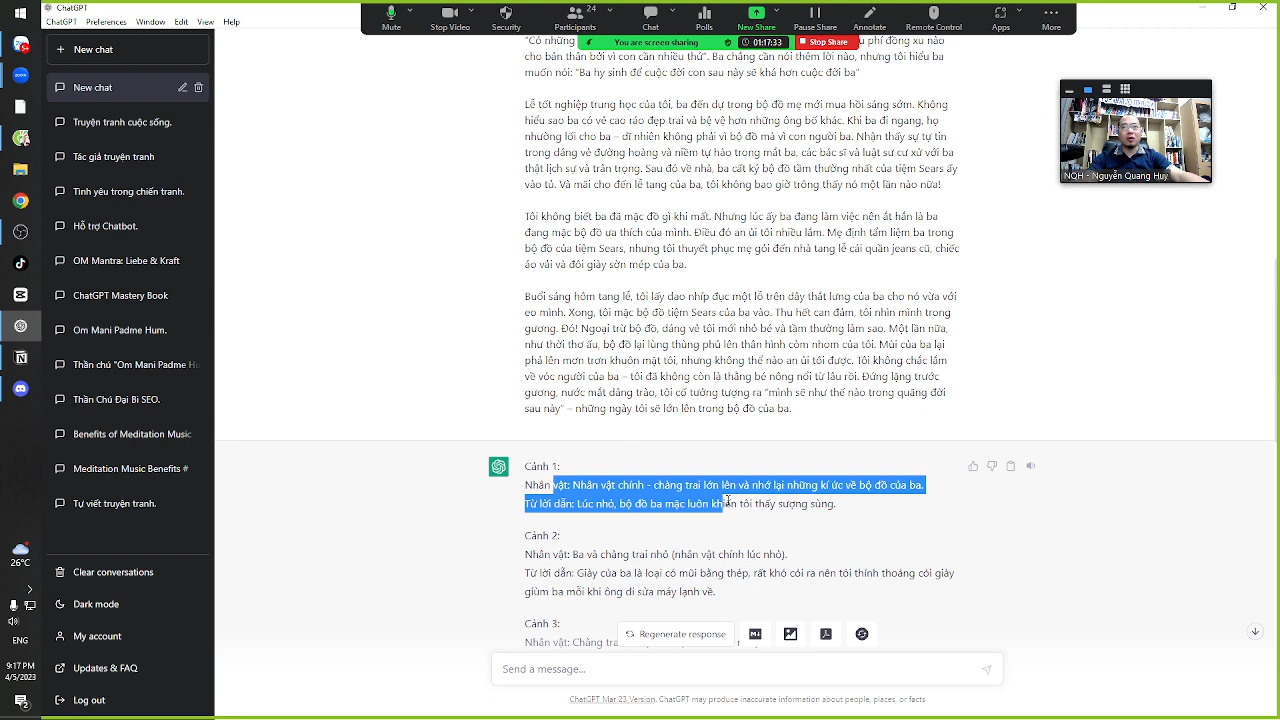 ChatGPT
ChatGPT Preferences Window Edit View Help
Mute
Stop Video
Security
24
Participants
Chat
Polls
New Share
Pause Share
Annotate
Remote Control
Apps
More
You are screen sharing
01:17:33
Stop Share
New chat
New chat
Truyện tranh cuộc sống.
Tác giả truyện tranh
Tình yêu trong chiến tranh.
Hỗ trợ Chatbot.
OM Mantra: Liebe & Kraft
ChatGPT Mastery Book
Om Mani Padme Hum.
Thần chú "Om Mani Padme Hu
Thần Chú Đại Bi SEO.
Benefits of Meditation Music
Meditation Music Benefits #
Tư vấn truyện tranh.
Clear conversations
Dark mode
My account
Updates & FAQ
Log out
26°C
ENG
9:17 PM
4/5/2023
2
"Có những u phí đồng xu nào
cho bản thân bởi vì con cần nhiều thứ". Ba chẳng cần nói thêm lời nào, nhưng tôi hiểu ba
muốn nói: "Ba hy sinh để cuộc đời con sau này sẽ khá hơn cuộc đời ba"
Lễ tốt nghiệp trung học của tôi, ba đến dự trong bộ đồ mẹ mới mua hồi sáng sớm. Không
hiểu sao ba có vẻ cao ráo đẹp trai và bệ vệ hơn những ông bố khác. Khi ba đi ngang, họ
nhường lối cho ba – dĩ nhiên không phải vì bộ đồ mà vì con người ba. Nhận thấy sự tự tin
trong dáng vẻ đường hoàng và niềm tự hào trong mắt ba, các bác sĩ và luật sư cư xử với ba
thật lịch sự và trân trọng. Sau đó về nhà, ba cất ký bộ đồ tầm thường nhất của tiệm Sears ấy
vào tủ. Và mãi cho đến lễ tang của ba, tôi không bao giờ trông thấy nó một lần nào nữa!
Tôi không biết ba đã mặc đồ gì khi mất. Nhưng lúc ấy ba đang làm việc nên ắt hẳn là ba
đang mặc bộ đồ ưa thích của mình. Điều đó an ủi tôi nhiều lắm. Mẹ định tẩm liệm ba trong
bộ đồ của tiệm Sears, nhưng tôi thuyết phục mẹ gởi đến nhà tang lễ cái quần jeans cũ, chiếc
áo vải và đôi giày sờn mép của ba.
Buổi sáng hôm tang lễ, tôi lấy dao nhíp đục một lỗ trên dây thắt lưng của ba cho nó vừa với
eo mình. Xong, tôi mặc bộ đồ tiệm Sears của ba vào. Thu hết can đảm, tôi nhìn mình trong
gương. Đó! Ngoại trừ bộ đồ, dáng vẻ tôi mới nhỏ bé và tầm thường làm sao. Một lần nữa,
như thời thơ ấu, bộ đồ lại lùng thùng phủ lên thân hình còm nhom của tôi. Mùi của ba lại
phả lên mơn trơn khuôn mặt tôi, nhưng không thể nào an ủi tôi được. Tôi không chắc lắm
về vóc người của ba – tôi đã không còn là thằng bé nông nổi từ lâu rồi. Đứng lặng trước
gương, nước mắt dâng trào, tôi cố tưởng tượng ra "mình sẽ như thế nào trong quãng đời
sau này" – những ngày tôi sẽ lớn lên trong bộ đồ của ba.
Cảnh 1:
Nhân vật: Nhân vật chính - chàng trai lớn lên và nhớ lại những kí ức về bộ đồ của ba.
Từ lời dẫn: Lúc nhỏ, bộ đồ ba mặc luôn khiến tôi thấy sượng sùng.
Cảnh 2:
Nhân vật: Ba và chàng trai nhỏ (nhân vật chính lúc nhỏ).
Từ lời dẫn: Giày của ba là loại có mũi bằng thép, rất khó cởi ra nên tôi thỉnh thoảng cởi giày
giùm ba mỗi khi ông đi sửa máy lạnh về.
Cảnh 3:
Nhân vật: Chàng
Regenerate response
Send a message...
ChatGPT Mar 23 Version. ChatGPT may produce inaccurate information about people, places, or facts
NQH - Nguyễn Quang Huy